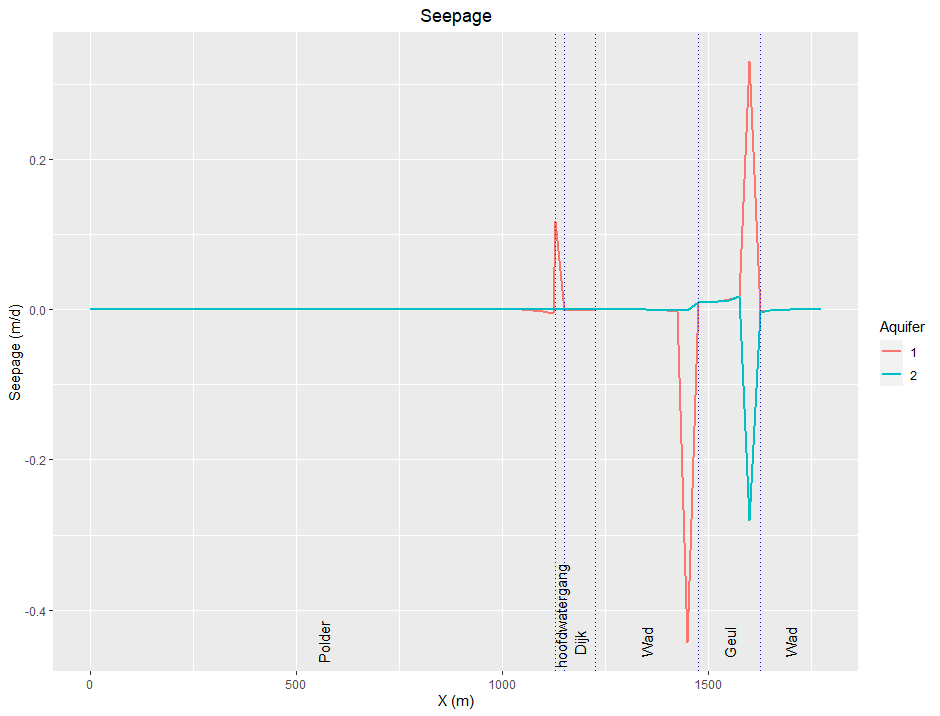 Seepage
Seepage (m/d)
0.2
0.0
-0.2
-0.4
Polder
hoofdwatergang
Dijk
Wad
Geul
Wad
0
500
1000
1500
X (m)
Aquifer
1
2